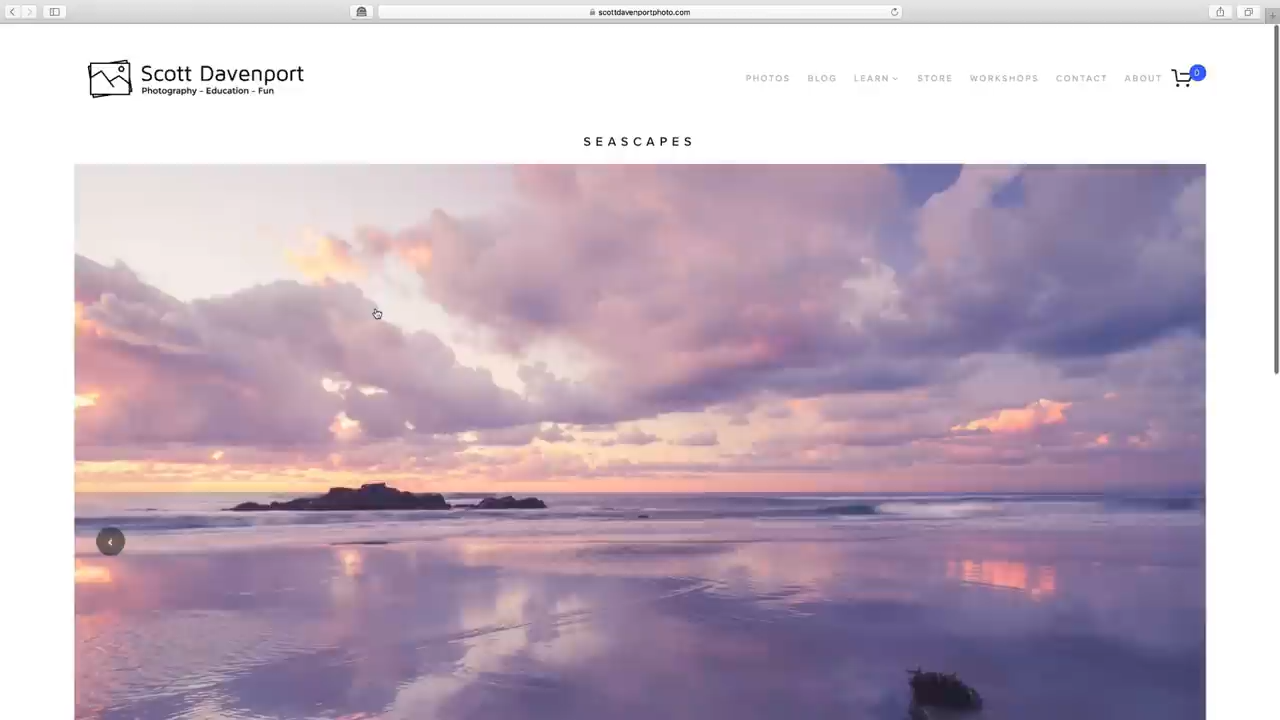 scottdavenportphoto.com
Scott Davenport
Photography - Education - Fun
PHOTOS BLOG LEARN STORE WORKSHOPS CONTACT ABOUT 0
SEASCAPES